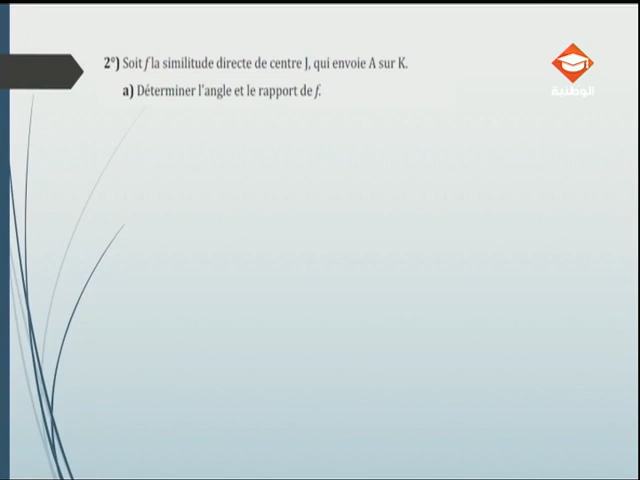 2°) Soit f la similitude directe de centre J, qui envoie A sur K.
a) Déterminer l'angle et le rapport de f.
الوطنية